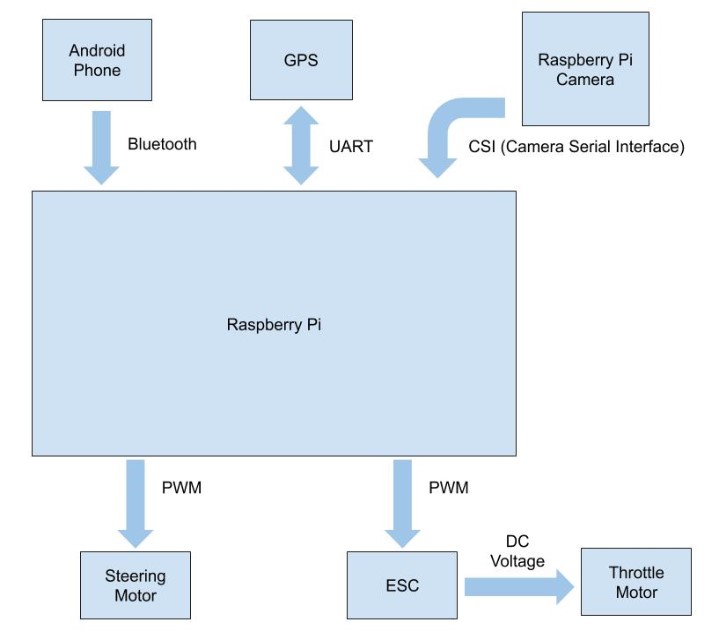 Android
Phone
GPS
Raspberry Pi
Camera
Bluetooth
UART
CSI (Camera Serial Interface)
Raspberry Pi
PWM
PWM
Steering
Motor
ESC
DC
Voltage
Throttle
Motor